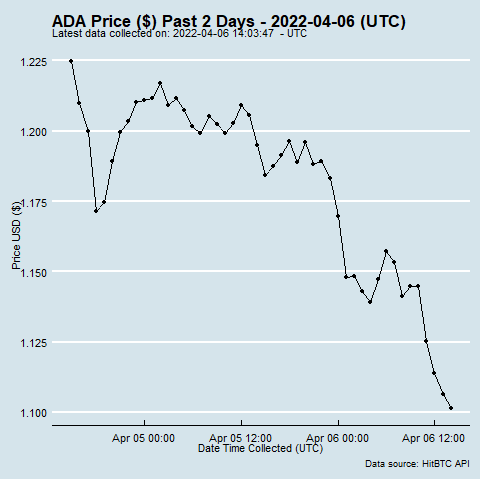 ADA Price ($) Past 2 Days - 2022-04-06 (UTC)
Latest data collected on: 2022-04-06 14:03:47 - UTC
1.225
1.200
1.175
1.150
1.125
1.100
Price USD ($)
Apr 05 00:00
Apr 05 12:00
Apr 06 00:00
Apr 06 12:00
Date Time Collected (UTC)
Data source: HitBTC API